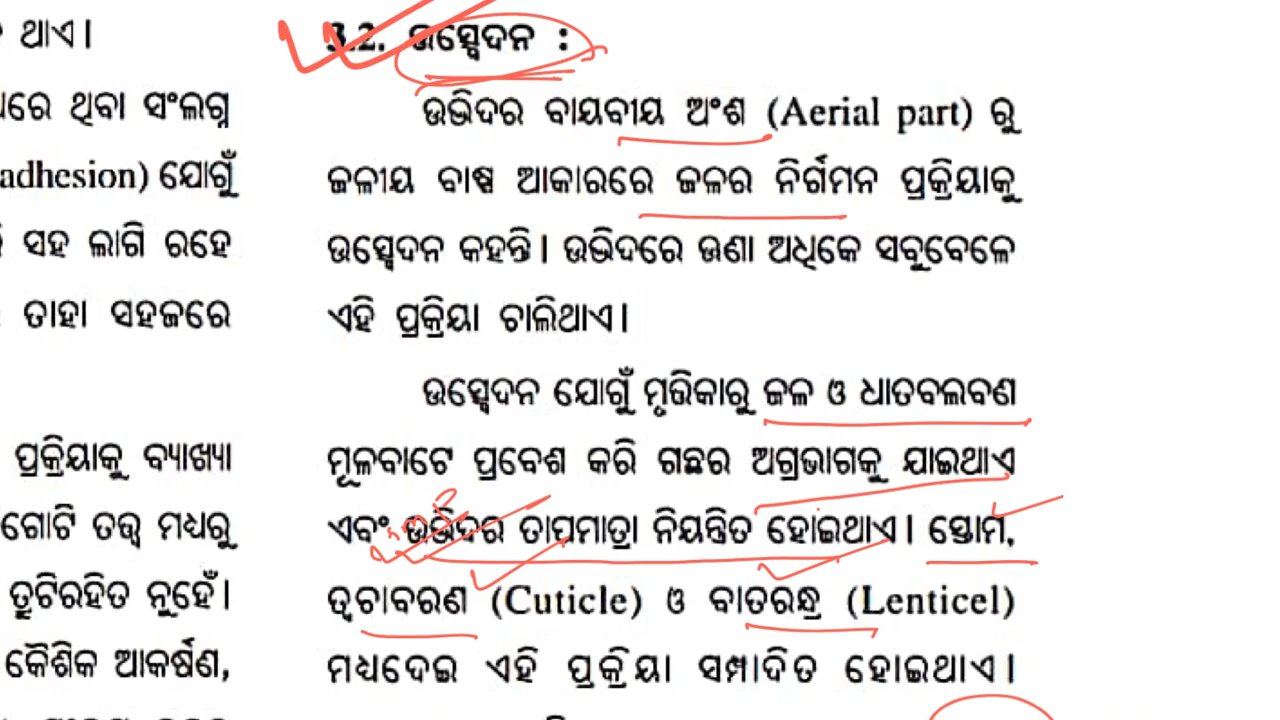 ଥାଏ।
ଥିବା ସଂଲଗ୍ନ
adhesion) ଯୋଗୁଁ
ସହ ଲାଗି ରହେ
ତାହା ସହଜରେ
ପ୍ରକ୍ରିୟାକୁ ବ୍ୟାଖ୍ୟା
ଗୋଟି ତତ୍ତ୍ୱ ମଧ୍ୟରୁ
ତ୍ରୁଟିରହିତ ନୁହେଁ।
କୈଶିକ ଆକର୍ଷଣ,
3.2. ଉତ୍ସ୍ବେଦନ :
ଉଦ୍ଭିଦର ବାୟବୀୟ ଅଂଶ (Aerial part) ରୁ
ଜଳୀୟ ବାଷ୍ପ ଆକାରରେ ଜଳର ନିର୍ଗମନ ପ୍ରକ୍ରିୟାକୁ
ଉତ୍ସ୍ବେଦନ କହନ୍ତି। ଉଦ୍ଭିଦରେ ଊଣା ଅଧିକେ ସବୁବେଳେ
ଏହି ପ୍ରକ୍ରିୟା ଚାଲିଥାଏ।
ଉତ୍ସ୍ବେଦନ ଯୋଗୁଁ ମୃତ୍ତିକାରୁ ଜଳ ଓ ଧାତବଲବଣ
ମୂଳବାଟେ ପ୍ରବେଶ କରି ଗଛର ଅଗ୍ରଭାଗକୁ ଯାଇଥାଏ
ଏବଂ ଉଦ୍ଭିଦର ତାପମାତ୍ରା ନିୟନ୍ତ୍ରିତ ହୋଇଥାଏ। ସ୍ତୋମ,
ତ୍ୱଚାବରଣ (Cuticle) ଓ ବାତରନ୍ଧ୍ର (Lenticel)
ମଧ୍ୟଦେଇ ଏହି ପ୍ରକ୍ରିୟା ସମ୍ପାଦିତ ହୋଇଥାଏ।